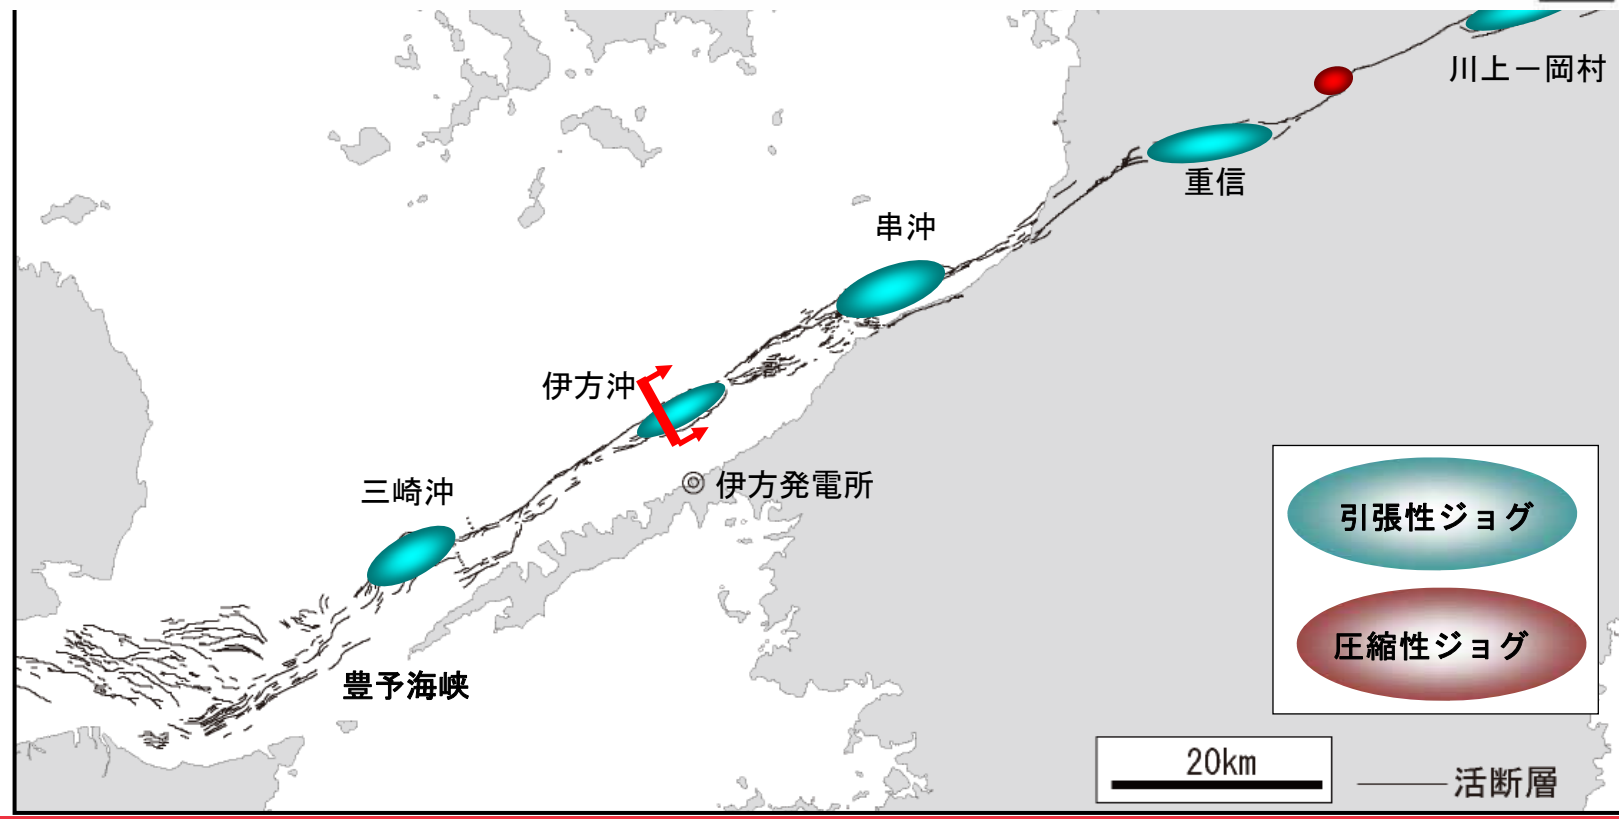 川上－岡村
重信
串沖
伊方沖
伊方発電所
三崎沖
引張性ジョグ
圧縮性ジョグ
豊予海峡
20km
活断層